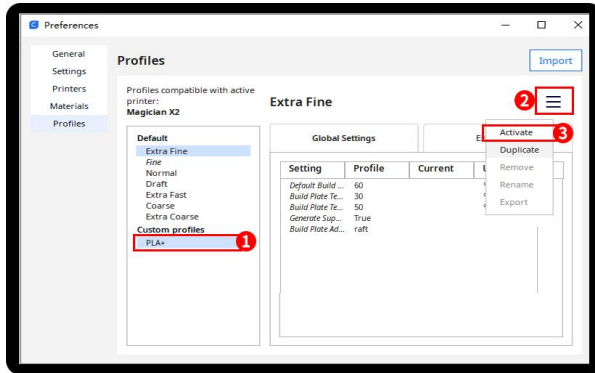 Preferences
General
Settings
Printers
Materials
Profiles
Profiles
Import
Profiles compatible with active
printer:
Magician X2
Default
Extra Fine
Fine
Normal
Draft
Extra Fast
Coarse
Extra Coarse
Custom profiles
PLA+
1
Extra Fine
2
Global Settings
Activate
3
Duplicate
Remove
Rename
Export
Setting Profile Current
Default Build ... 60
Build Plate Te... 30
Build Plate Te... 50
Generate Sup... True
Build Plate Ad... raft